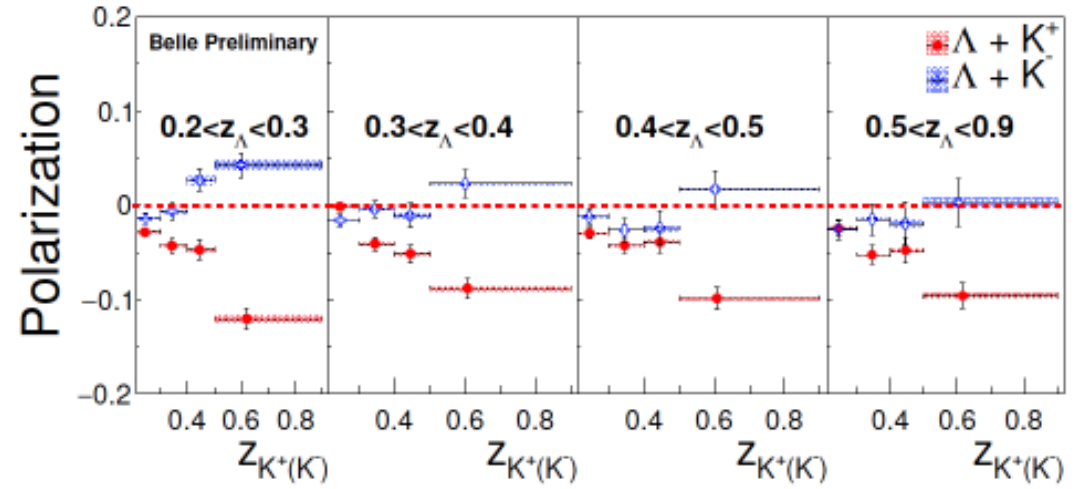 Polarization
0.2
0.1
0
−0.1
−0.2
Belle Preliminary
Λ + K⁺
Λ + K⁻
0.2<z_Λ<0.3
0.3<z_Λ<0.4
0.4<z_Λ<0.5
0.5<z_Λ<0.9
0.4 0.6 0.8
0.4 0.6 0.8
0.4 0.6 0.8
0.4 0.6 0.8
z_K⁺(K⁻)
z_K⁺(K⁻)
z_K⁺(K⁻)
z_K⁺(K⁻)